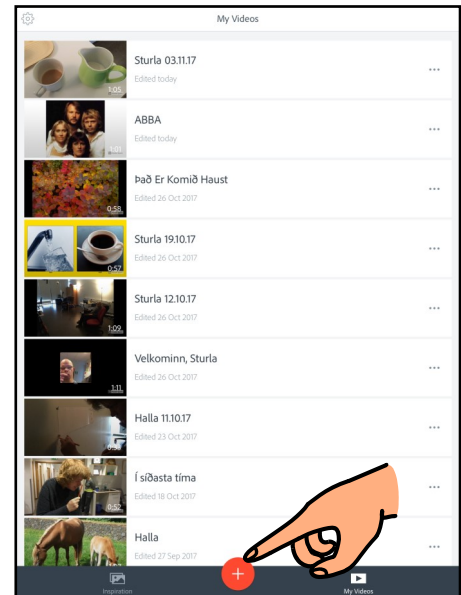 My Videos
Sturla 03.11.17
Edited today
1:05
ABBA
Edited today
1:01
Það Er Komið Haust
Edited 26 Oct 2017
0:58
Sturla 19.10.17
Edited 26 Oct 2017
0:57
Sturla 12.10.17
Edited 26 Oct 2017
1:09
Velkominn, Sturla
Edited 26 Oct 2017
1:11
Halla 11.10.17
Edited 23 Oct 2017
Í síðasta tíma
Edited 18 Oct 2017
0:52
Halla
Edited 27 Sep 2017
Inspiration
My Videos